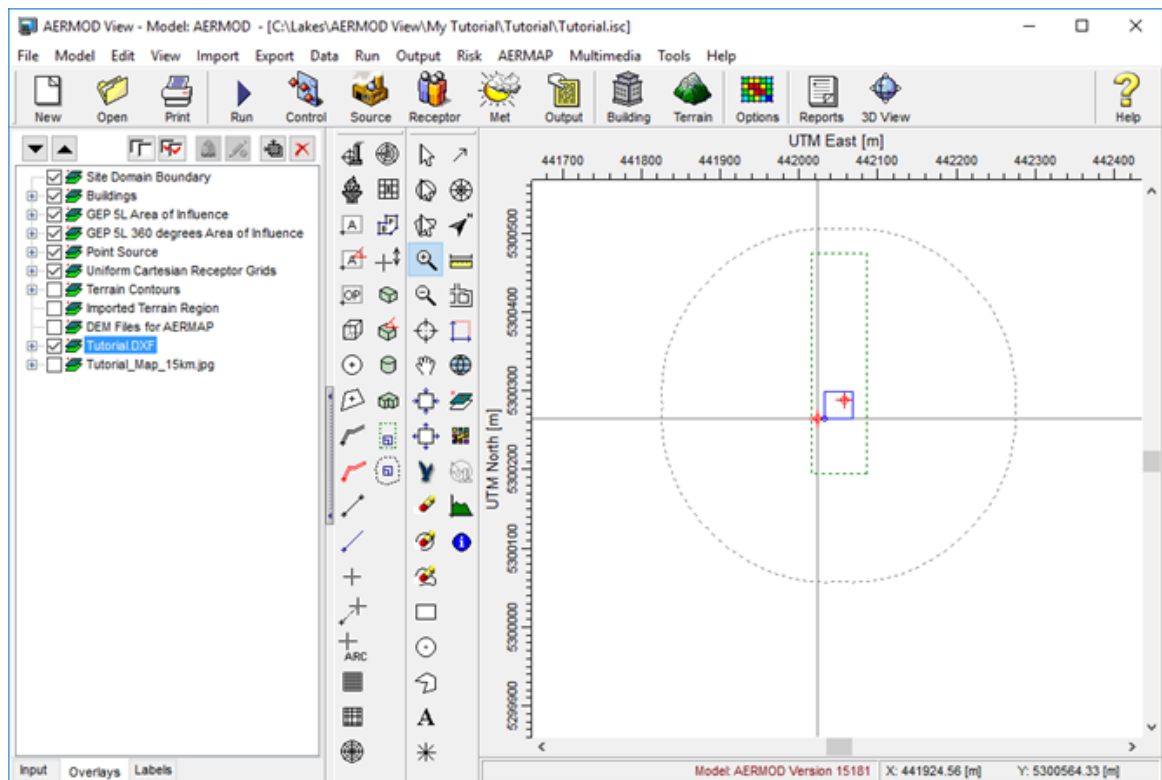 AERMOD View - Model: AERMOD - [C:\Lakes\AERMOD View\My Tutorial\Tutorial\Tutorial.isc]
File Model Edit View Import Export Data Run Output Risk AERMAP Multimedia Tools Help
New Open Print Run Control Source Receptor Met Output Building Terrain Options Reports 3D View Help
UTM East [m]
441700 441800 441900 442000 442100 442200 442300 442400
Site Domain Boundary
Buildings
GEP 5L Area of Influence
GEP 5L 360 degrees Area of Influence
Point Source
Uniform Cartesian Receptor Grids
Terrain Contours
Imported Terrain Region
DEM Files for AERMAP
Tutorial.DXF
Tutorial_Map_15km.jpg
A
A
OP
ARC
A
UTM North [m]
5300500
5300400
5300300
5300200
5300100
5300000
5299900
Input Overlays Labels
Model: AERMOD Version 15181 X: 441924.56 [m] Y: 5300564.33 [m]